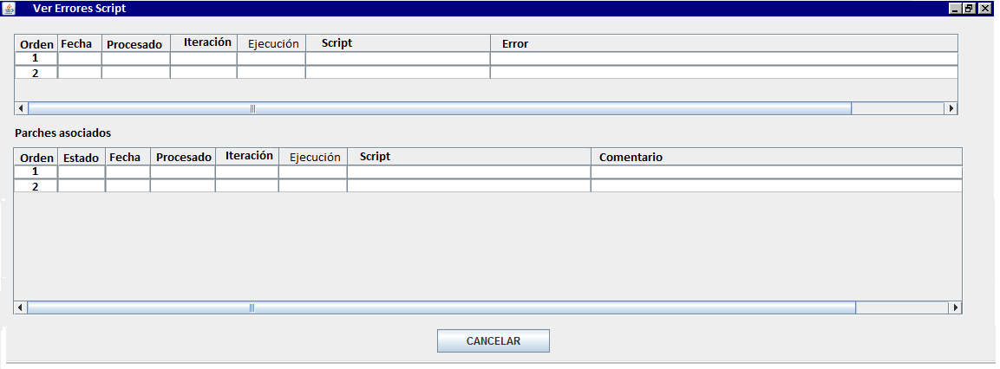 Ver Errores Script
Orden Fecha Procesado Iteración Ejecución Script Error
1
2
Parches asociados
Orden Estado Fecha Procesado Iteración Ejecución Script Comentario
1
2
CANCELAR